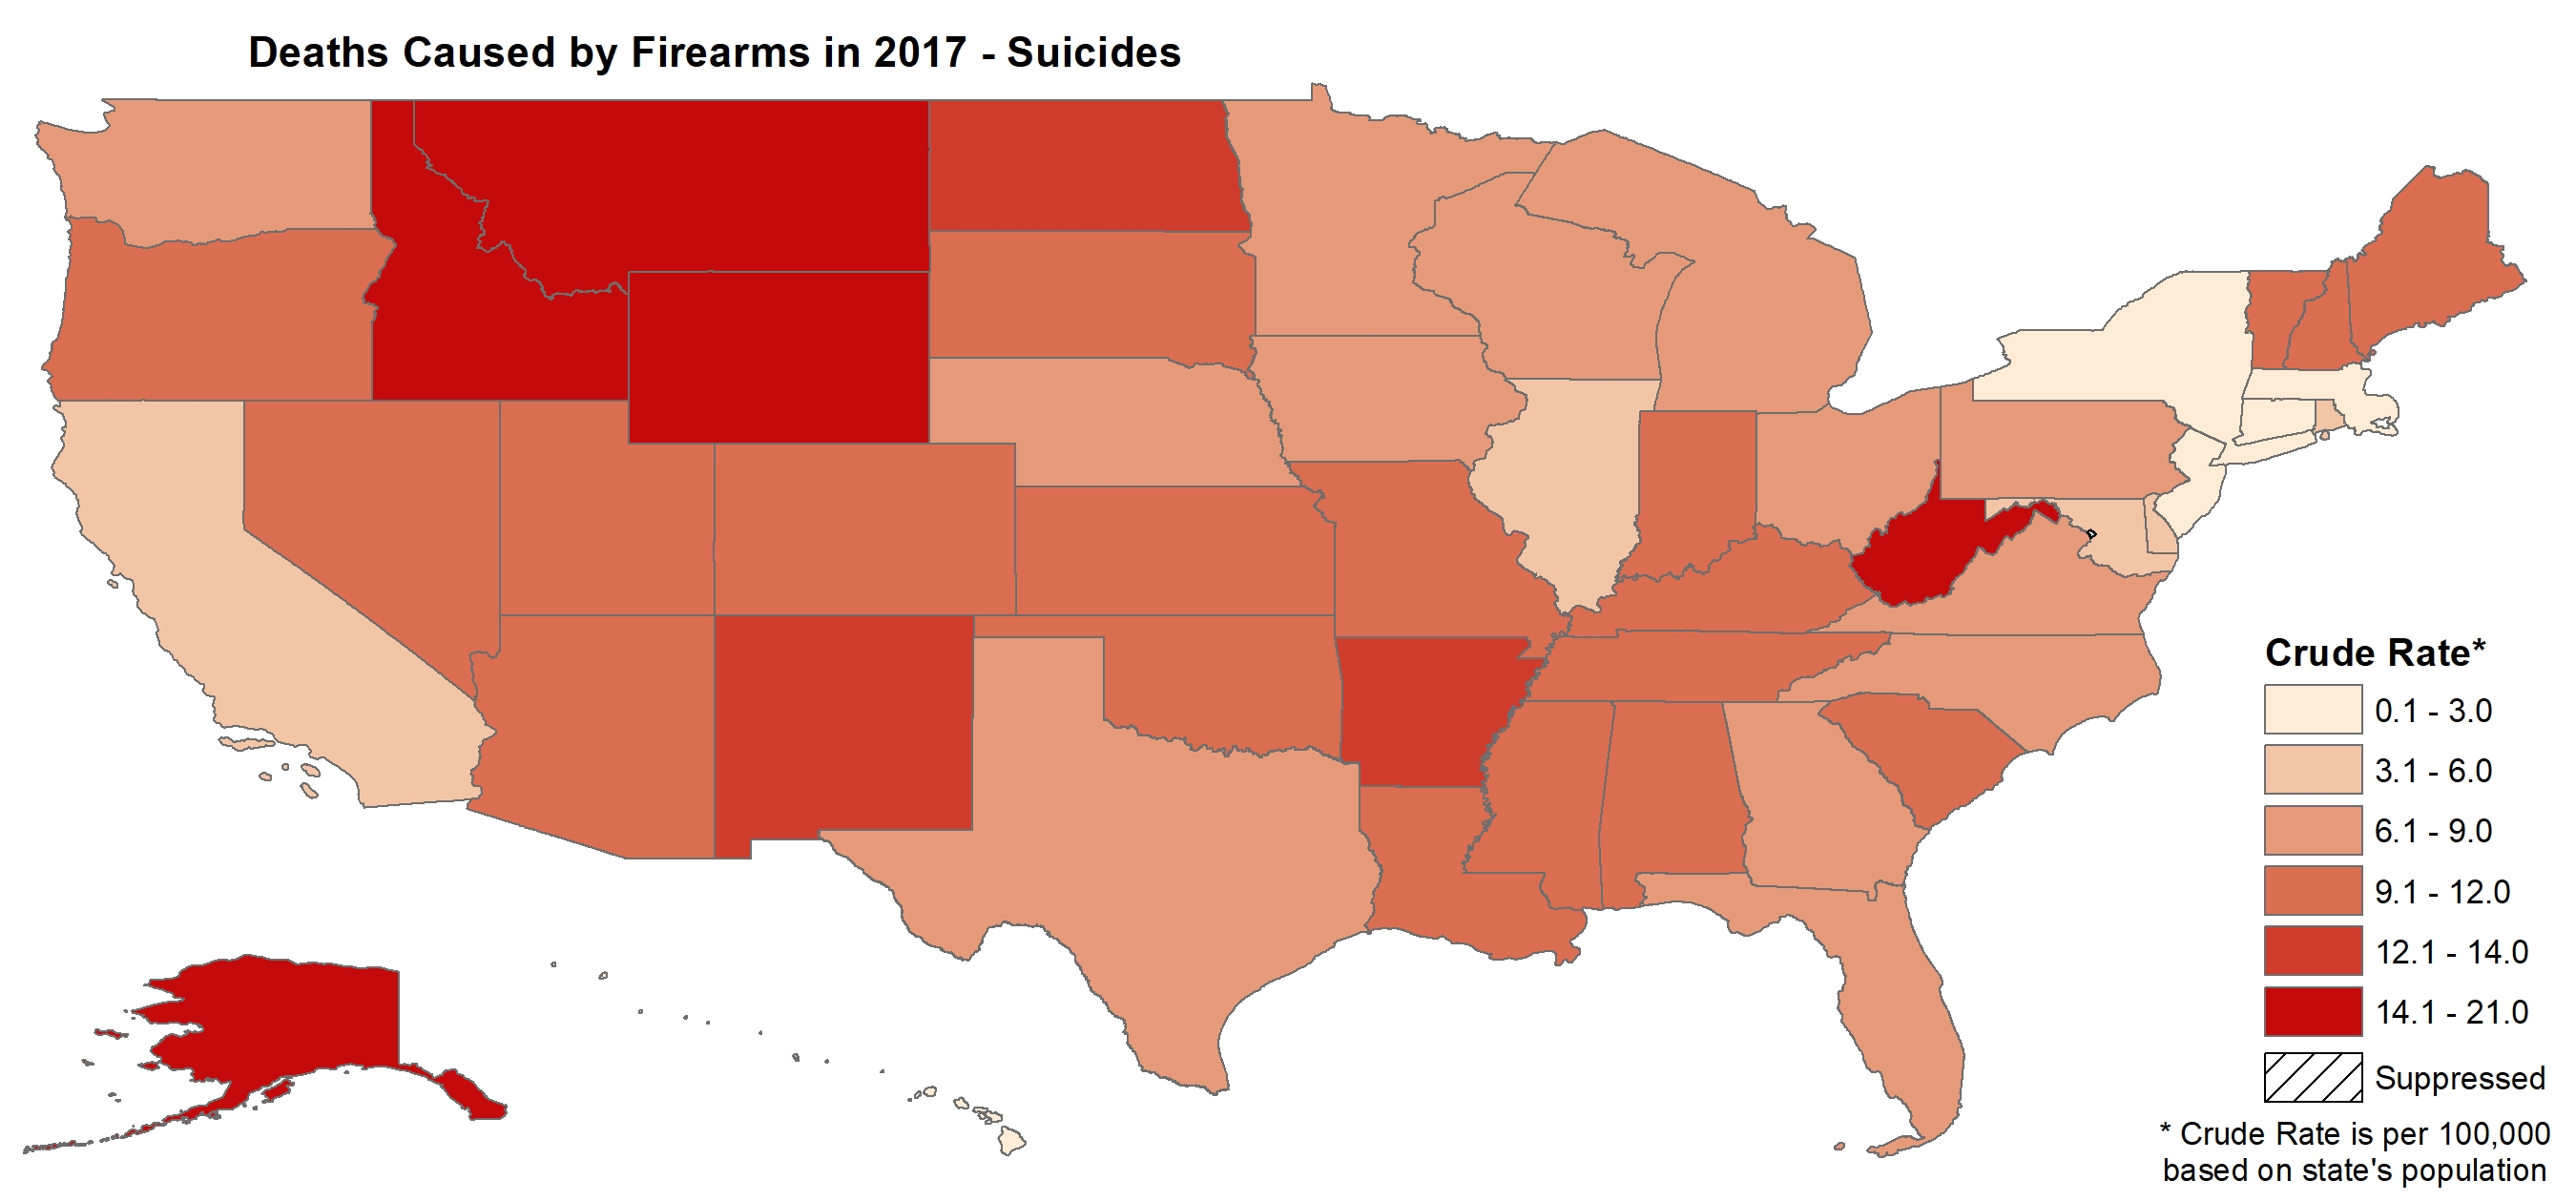 Deaths Caused by Firearms in 2017 - Suicides
Crude Rate*
0.1 - 3.0
3.1 - 6.0
6.1 - 9.0
9.1 - 12.0
12.1 - 14.0
14.1 - 21.0
Suppressed
* Crude Rate is per 100,000
based on state's population